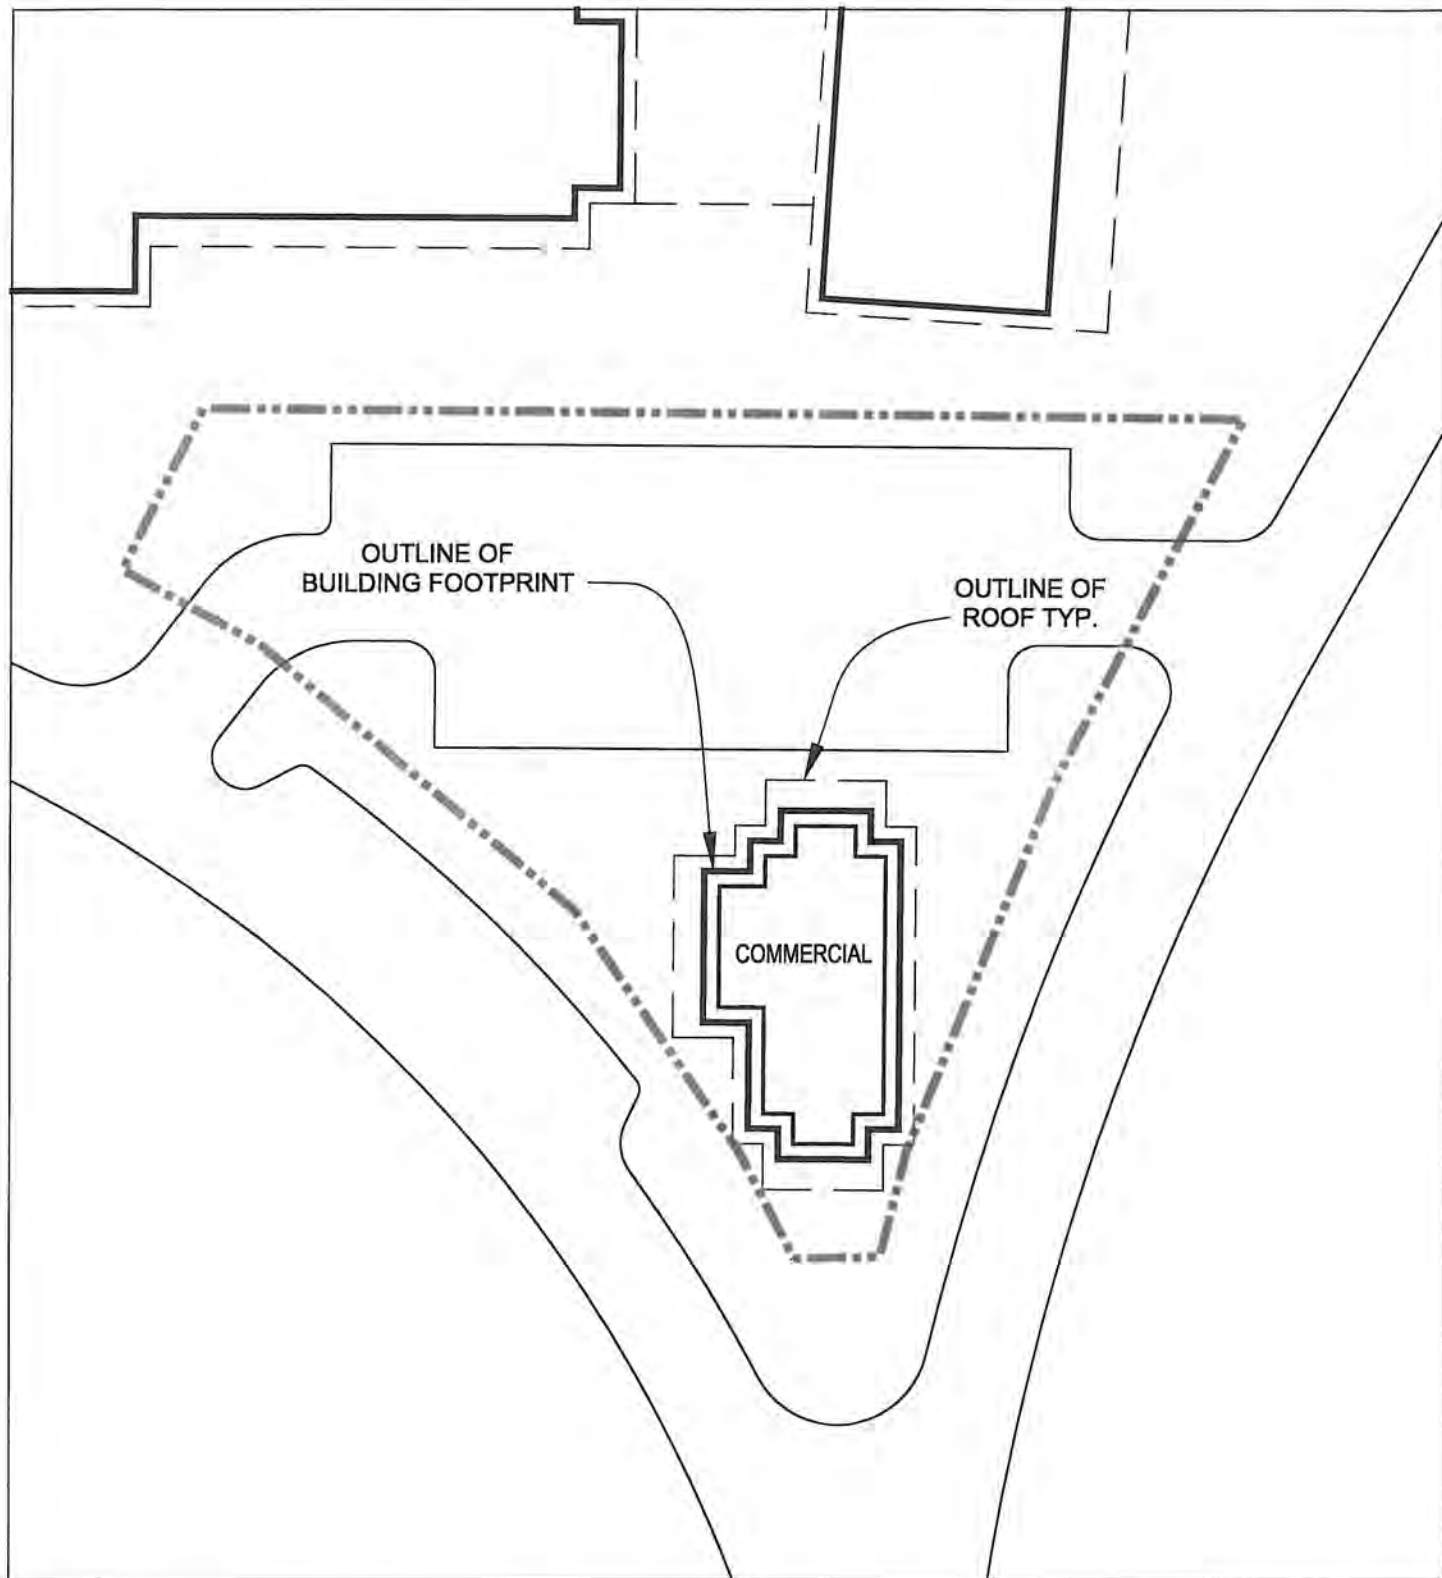 OUTLINE OF
BUILDING FOOTPRINT
OUTLINE OF
ROOF TYP.
COMMERCIAL